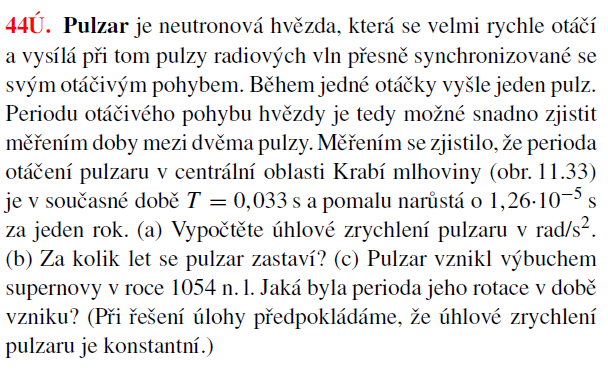 44Ú. Pulzar je neutronová hvězda, která se velmi rychle otáčí
a vysílá při tom pulzy radiových vln přesně synchronizované se
svým otáčivým pohybem. Během jedné otáčky vyšle jeden pulz.
Periodu otáčivého pohybu hvězdy je tedy možné snadno zjistit
měřením doby mezi dvěma pulzy. Měřením se zjistilo, že perioda
otáčení pulzaru v centrální oblasti Krabí mlhoviny (obr. 11.33)
je v současné době T = 0,033 s a pomalu narůstá o 1,26·10⁻⁵ s
za jeden rok. (a) Vypočtěte úhlové zrychlení pulzaru v rad/s².
(b) Za kolik let se pulzar zastaví? (c) Pulzar vznikl výbuchem
supernovy v roce 1054 n. l. Jaká byla perioda jeho rotace v době
vzniku? (Při řešení úlohy předpokládáme, že úhlové zrychlení
pulzaru je konstantní.)